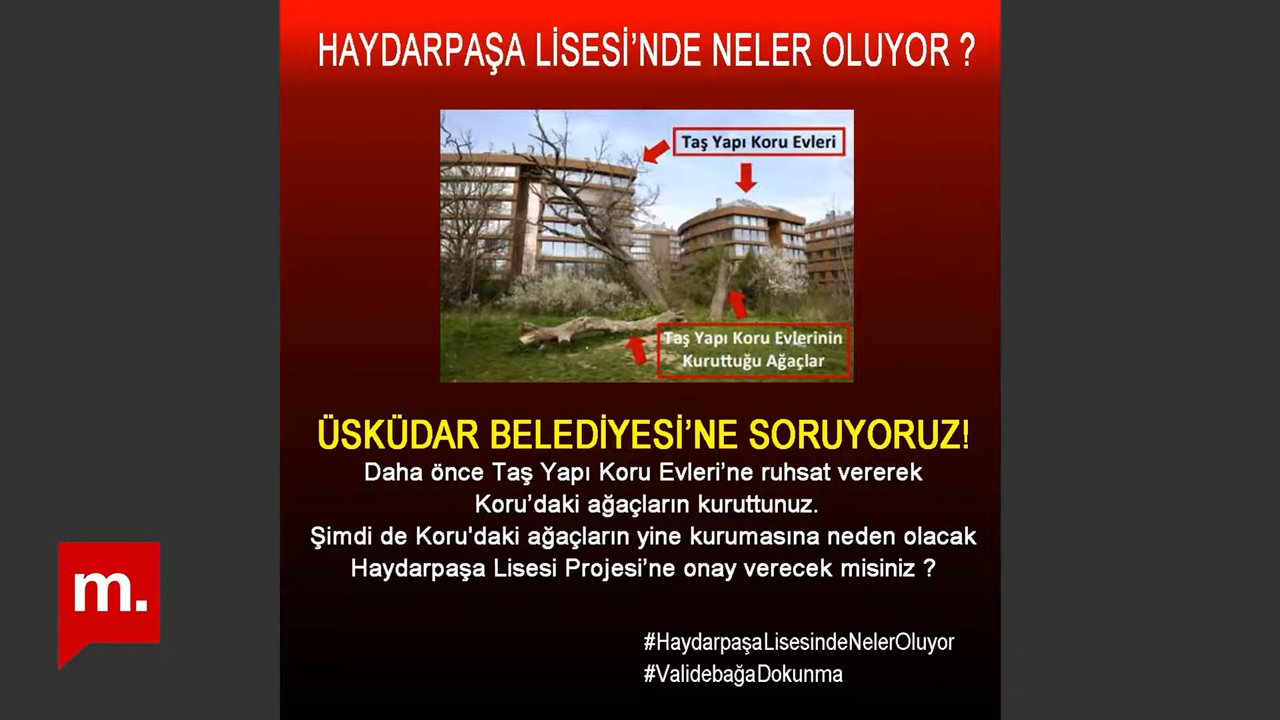 HAYDARPAŞA LİSESİ’NDE NELER OLUYOR ?
Taş Yapı Koru Evleri
Taş Yapı Koru Evlerinin
Kuruttuğu Ağaçlar
ÜSKÜDAR BELEDİYESİ’NE SORUYORUZ!
Daha önce Taş Yapı Koru Evleri’ne ruhsat vererek
Koru’daki ağaçların kuruttunuz.
Şimdi de Koru'daki ağaçların yine kurumasına neden olacak
Haydarpaşa Lisesi Projesi’ne onay verecek misiniz ?
m.
#HaydarpaşaLisesindeNelerOluyor
#ValidebağaDokunma